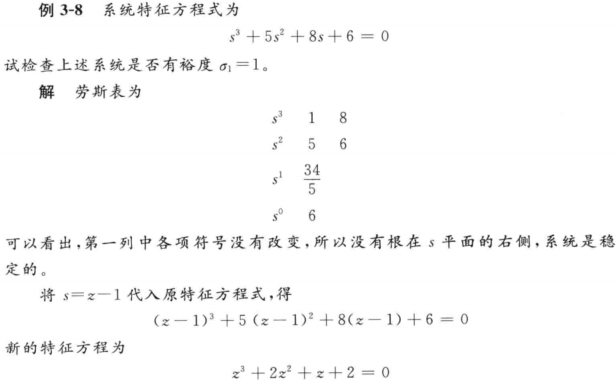 例 3-8 系统特征方程式为
s³+5s²+8s+6=0
试检查上述系统是否有裕度 σ₁=1。
解 劳斯表为
s³ 1 8
s² 5 6
s¹ 34/5
s⁰ 6
可以看出,第一列中各项符号没有改变,所以没有根在 s 平面的右侧,系统是稳
定的。
将 s=z-1 代入原特征方程式,得
(z-1)³+5(z-1)²+8(z-1)+6=0
新的特征方程为
z³+2z²+z+2=0